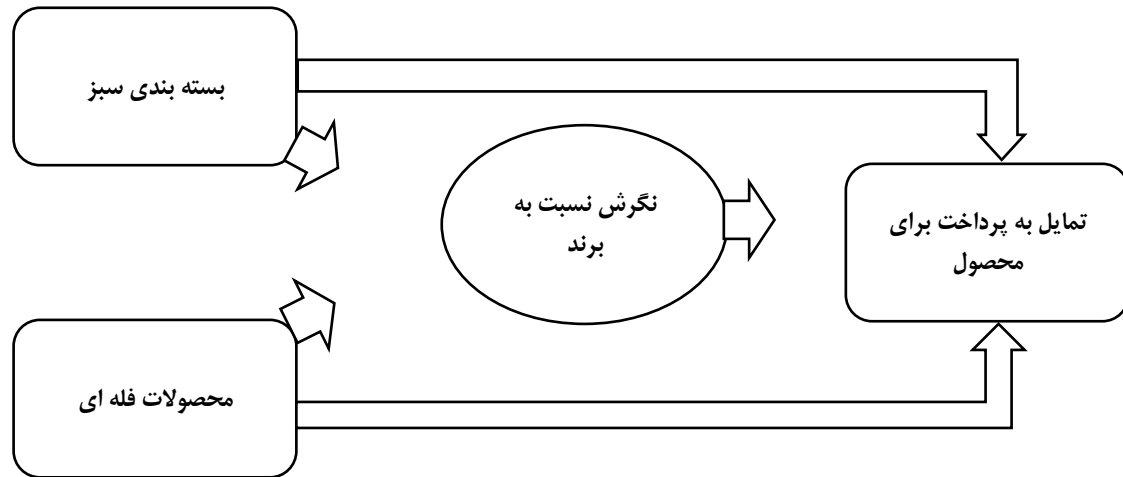 بسته بندی سبز
نگرش نسبت به
برند
تمایل به پرداخت برای
محصول
محصولات فله ای